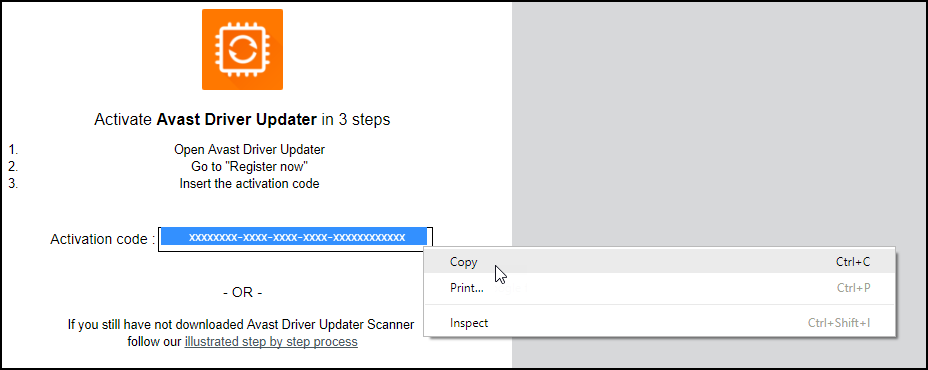 Activate Avast Driver Updater in 3 steps
1. Open Avast Driver Updater
2. Go to "Register now"
3. Insert the activation code
Activation code : xxxxxxxx-xxxx-xxxx-xxxx-xxxxxxxxxxxx
Copy Ctrl+C
Print... Ctrl+P
Inspect Ctrl+Shift+I
- OR -
If you still have not downloaded Avast Driver Updater Scanner
follow our illustrated step by step process